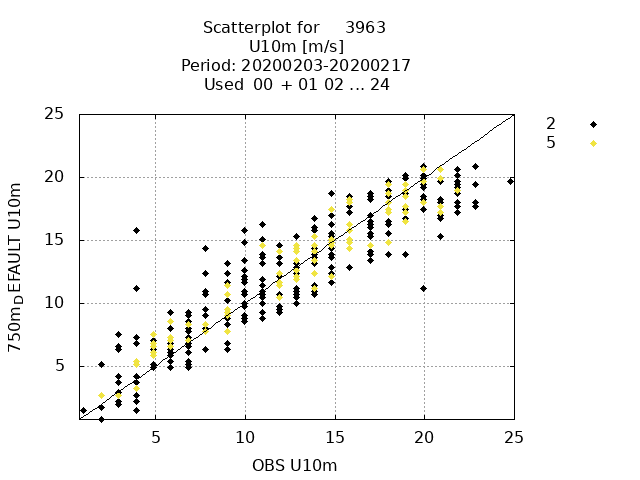 Scatterplot for 3963
U10m [m/s]
Period: 20200203-20200217
Used 00 + 01 02 ... 24
25
20
15
10
5
750mDEFAULT U10m
5
10
15
20
25
OBS U10m
2
5